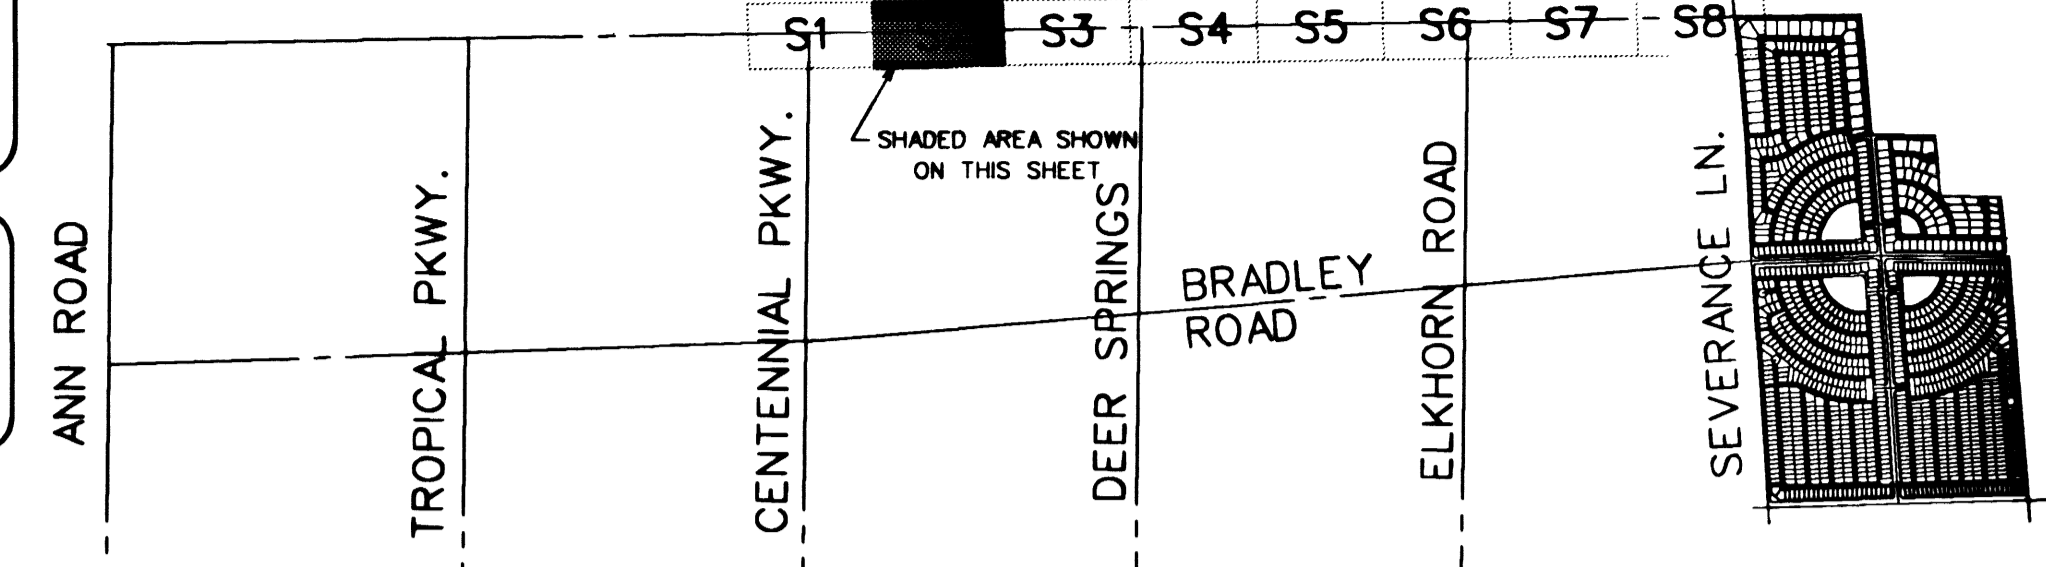 S1 S3 S4 S5 S6 S7 S8
SHADED AREA SHOWN
ON THIS SHEET
ANN ROAD
TROPICAL PKWY.
CENTENNIAL PKWY.
DEER SPRINGS
BRADLEY
ROAD
ELKHORN ROAD
SEVERANCE LN.